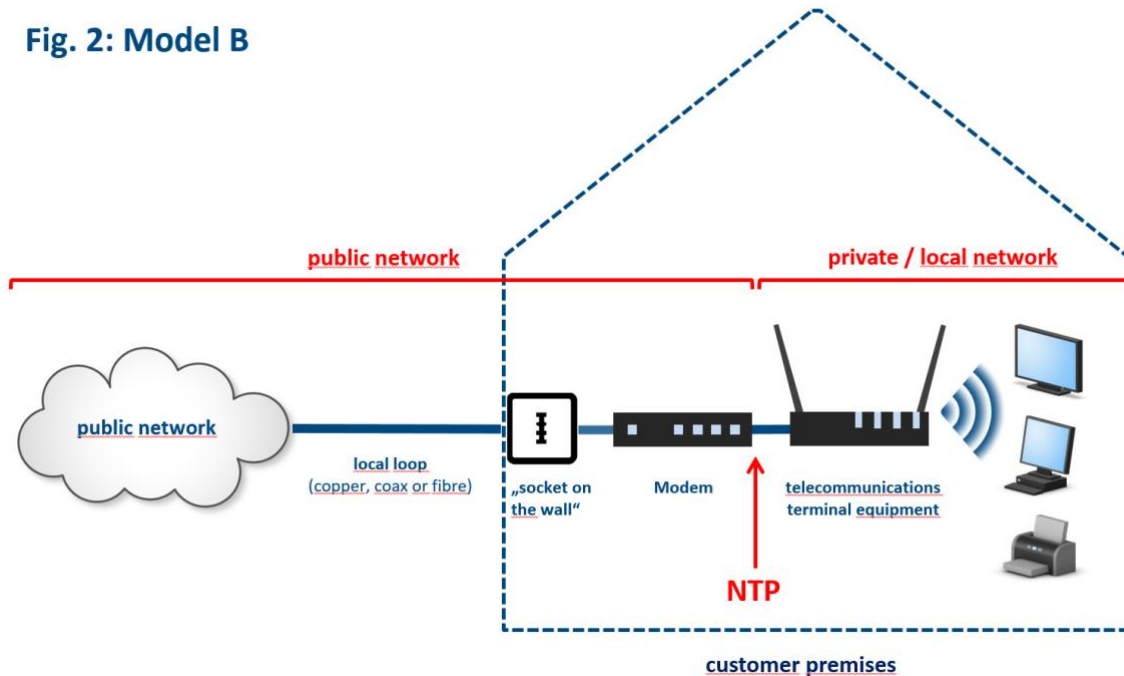 Fig. 2: Model B
public network
private / local network
public network
local loop
(copper, coax or fibre)
„socket on
the wall“
Modem
telecommunications
terminal equipment
NTP
customer premises